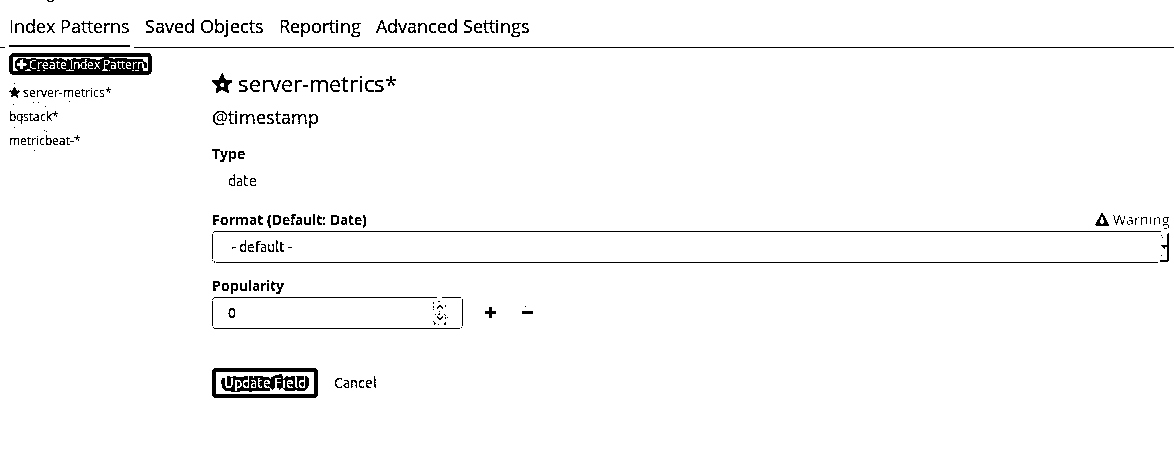 Index Patterns Saved Objects Reporting Advanced Settings
Create Index Pattern
server-metrics*
bqstack*
metricbeat-*
server-metrics*
@timestamp
Type
date
Format (Default: Date) Warning
- default -
Popularity
0 + -
Update Field Cancel